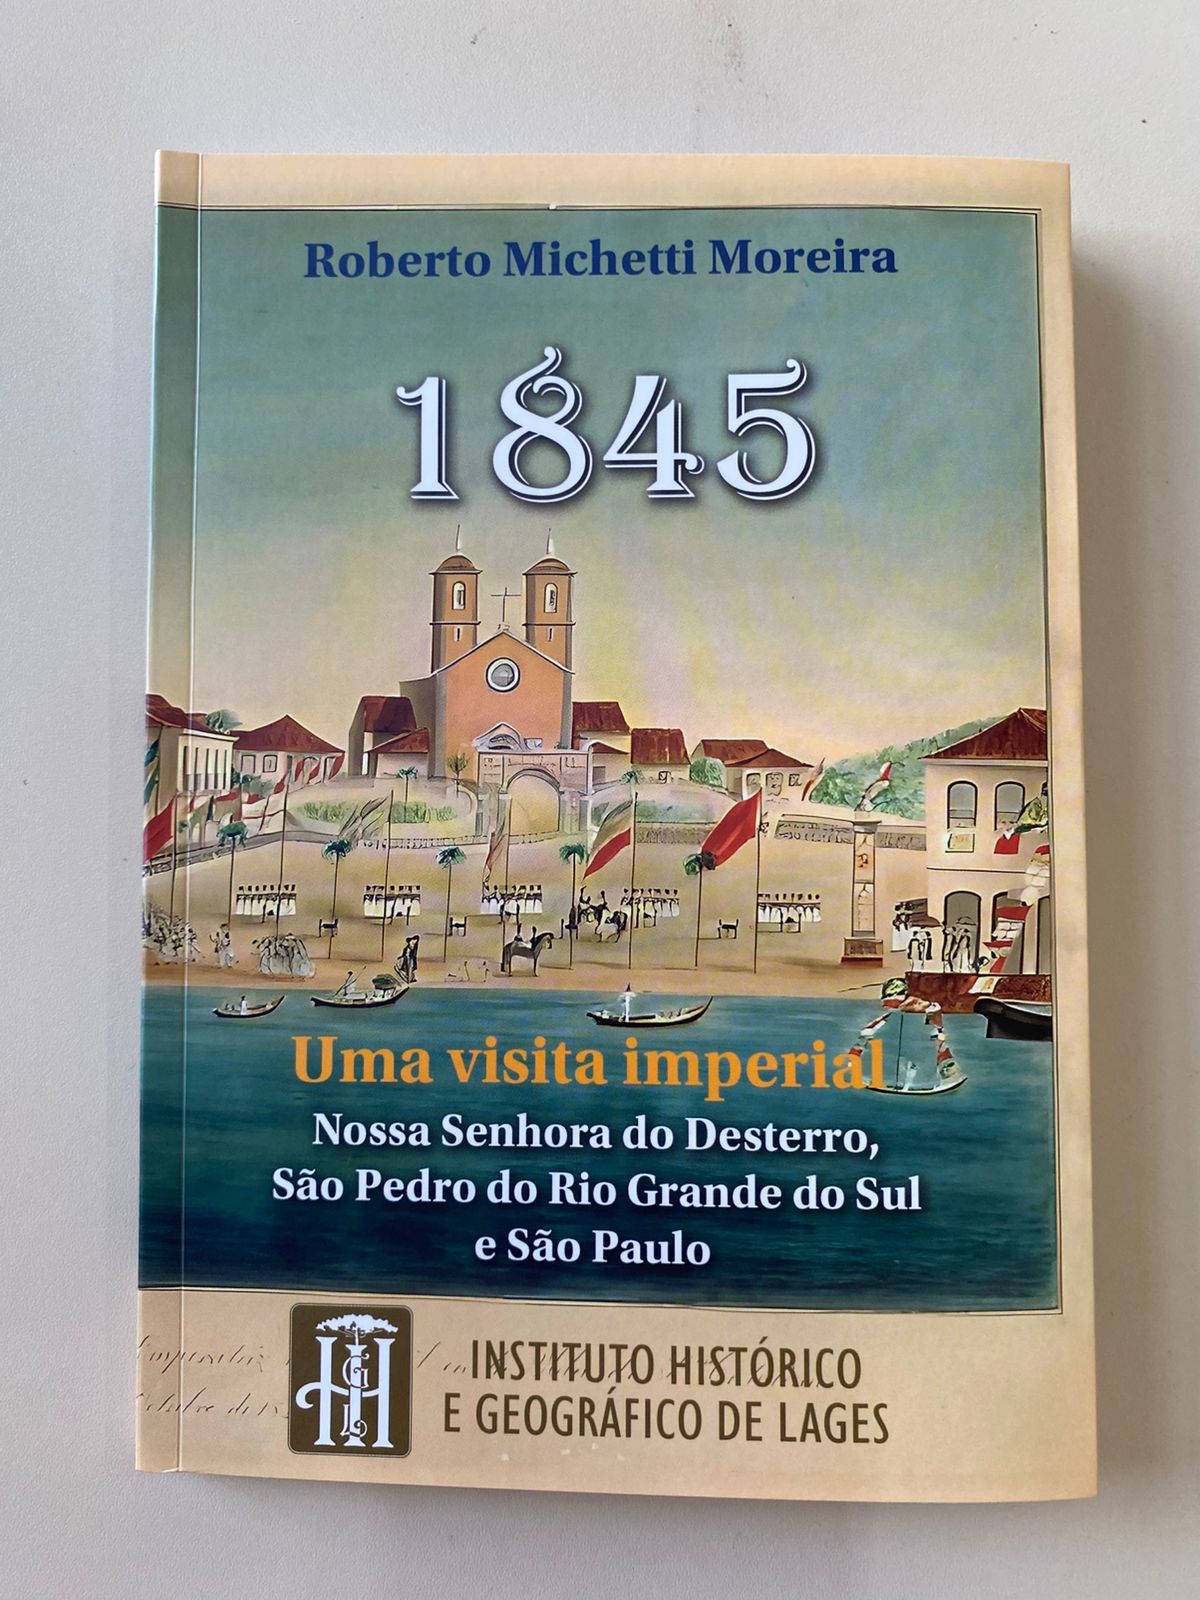 Roberto Michetti Moreira
1845
Uma visita imperial
Nossa Senhora do Desterro,
São Pedro do Rio Grande do Sul
e São Paulo
IHGL
INSTITUTO HISTÓRICO
E GEOGRÁFICO DE LAGES